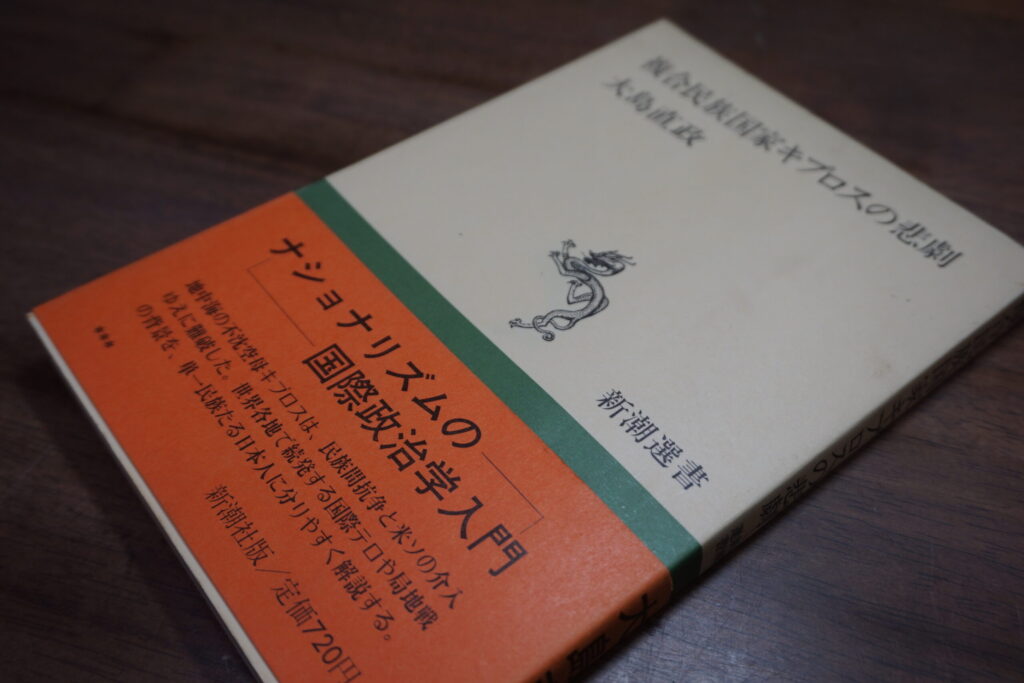 複合民族国家キプロスの悲劇
大島直政
新潮選書
ナショナリズムの
国際政治学入門
地中海の不沈空母キプロスは、民族間抗争と米ソの介入
ゆえに難破した。世界各地で続発する国際テロや局地戦
の背景を、単一民族たる日本人に分りやすく解説する。
新潮社版/定価720円